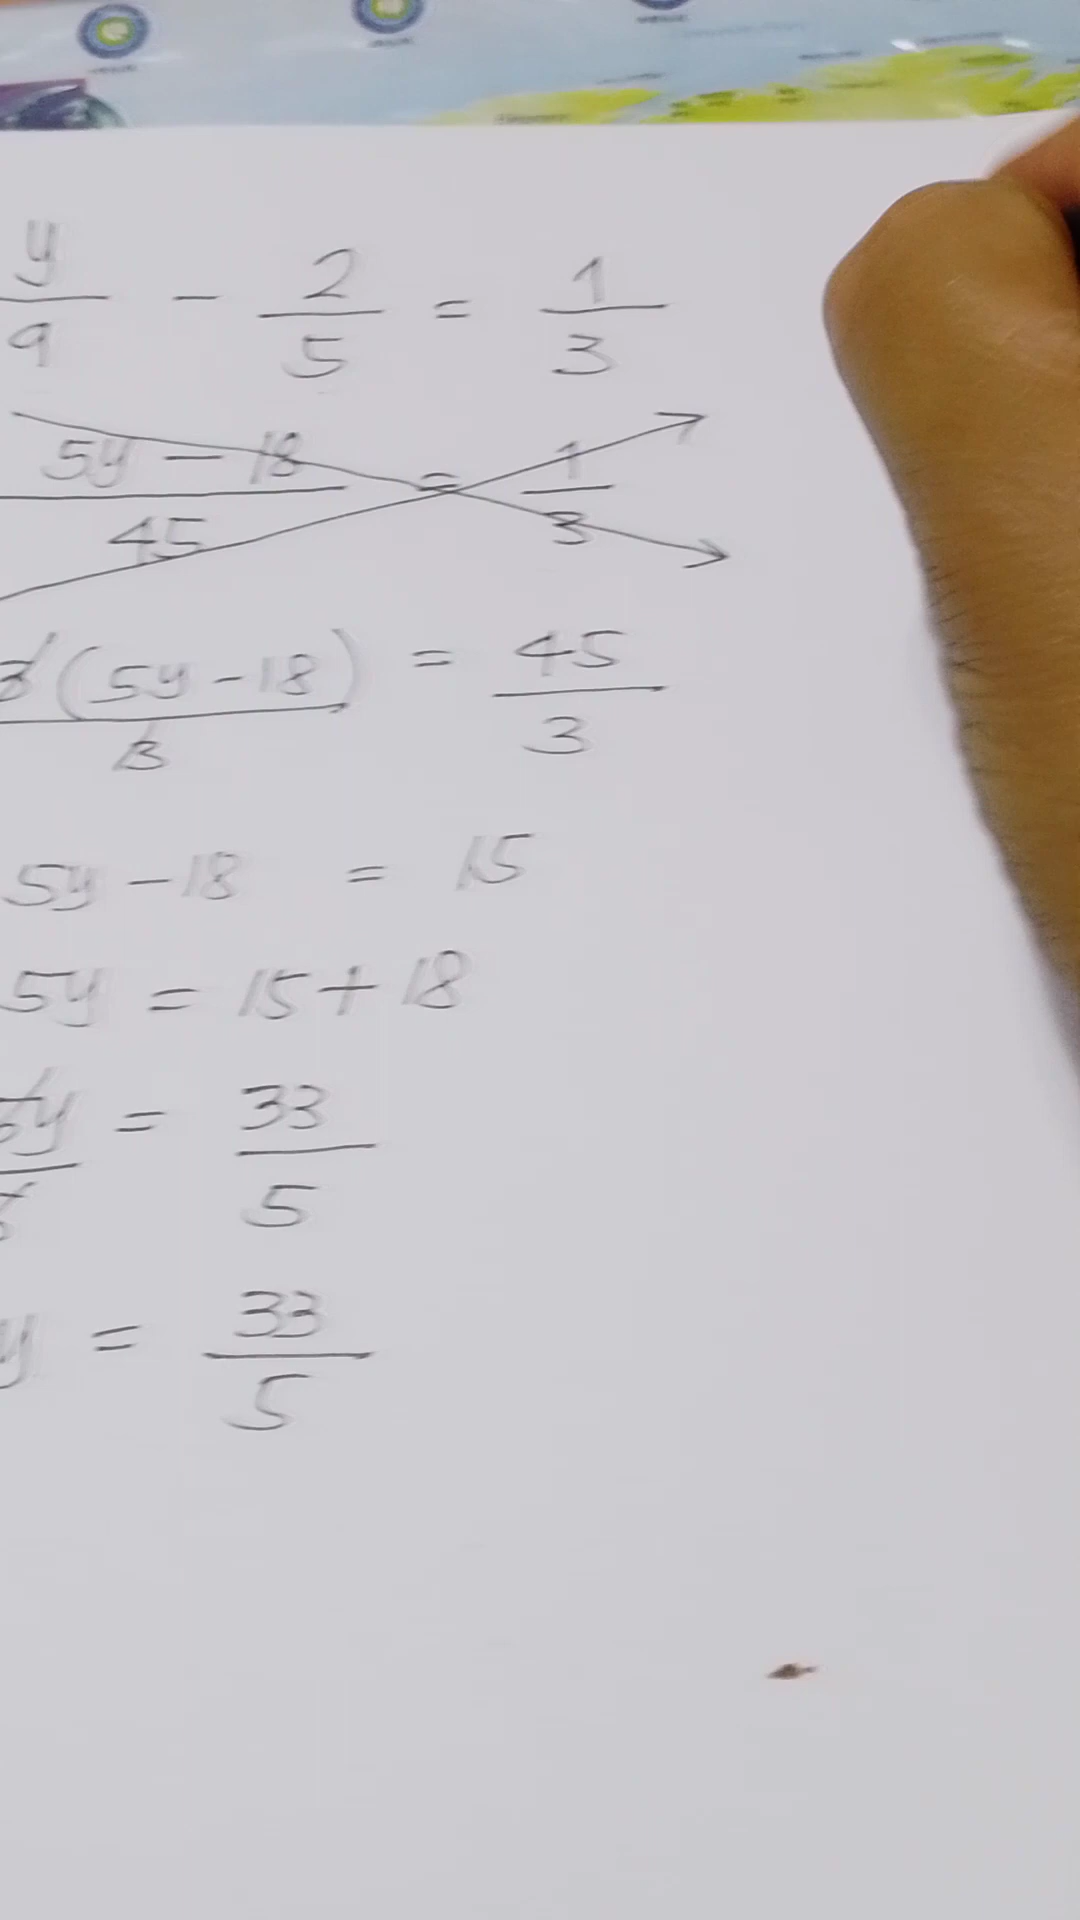 y/9 - 2/5 = 1/3
5y - 18/45 = 1/3
3(5y - 18)/3 = 45/3
5y - 18 = 15
5y = 15 + 18
5y/5 = 33/5
y = 33/5